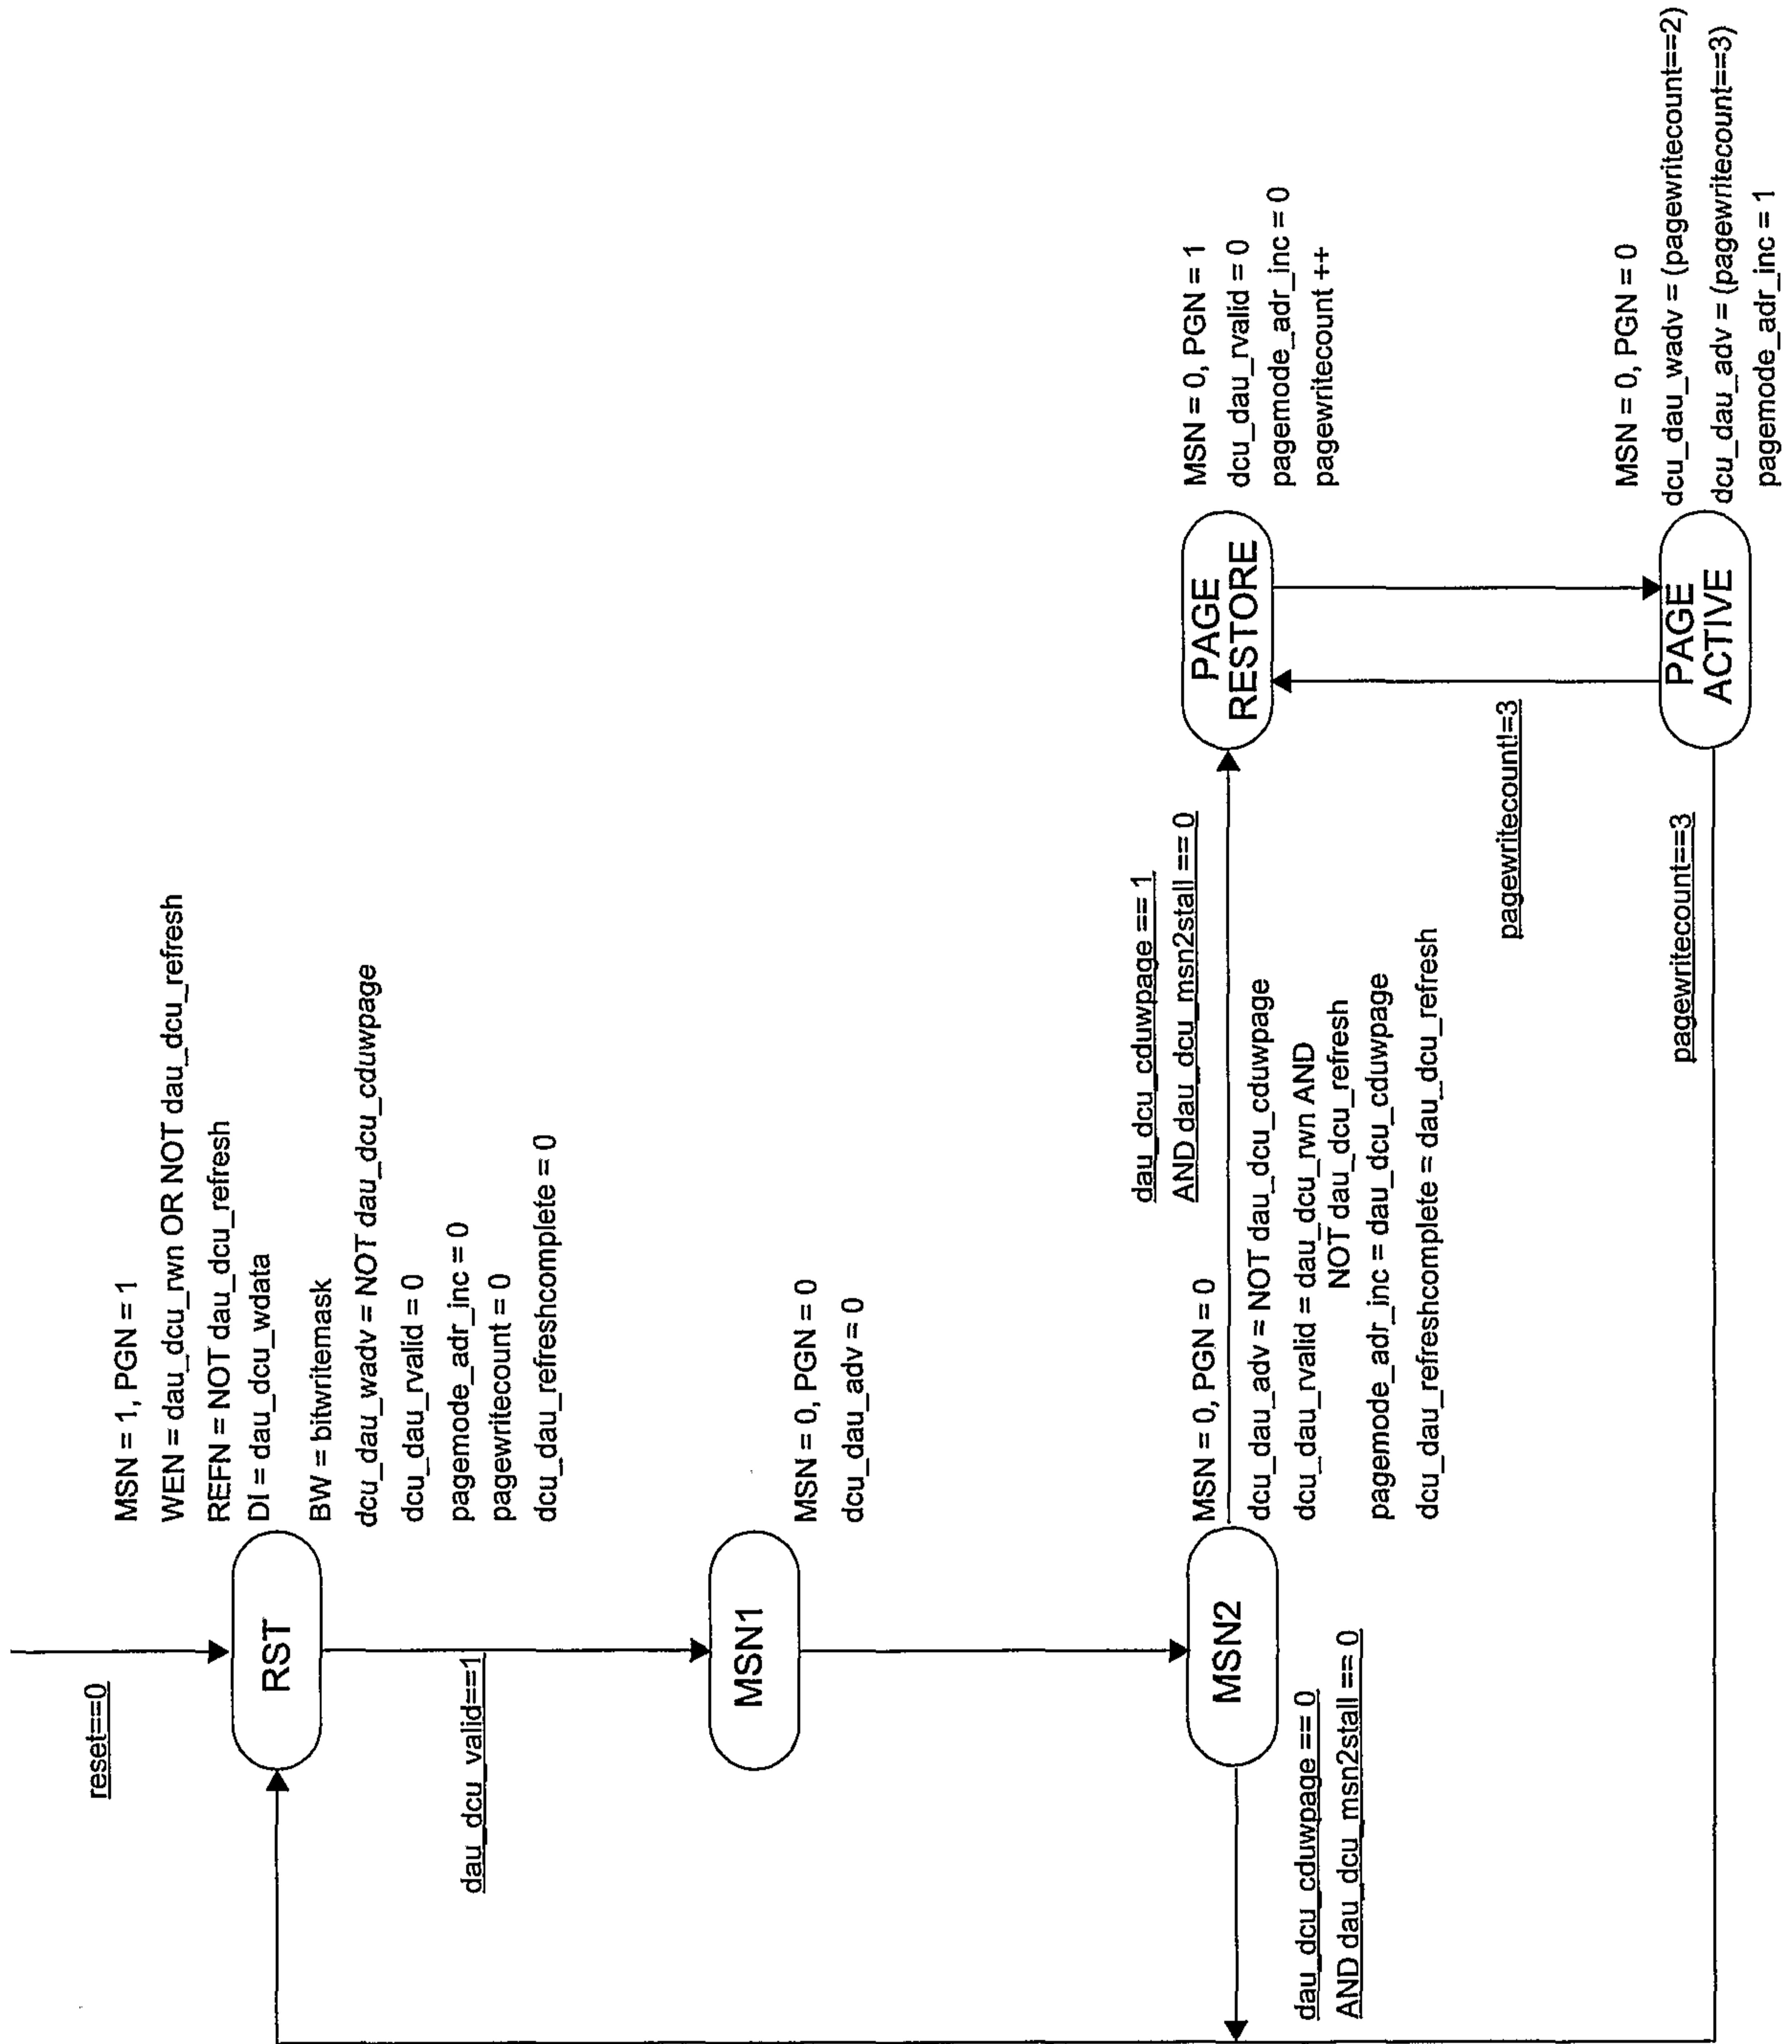 reset==0
RST
MSN = 1, PGN = 1
WEN = dau_dcu_rwn OR NOT dau_dcu_refresh
REFN = NOT dau_dcu_refresh
DI = dau_dcu_wdata
BW = bitwritemask
dcu_dau_wadv = NOT dau_dcu_cduwpage
dcu_dau_rvalid = 0
pagemode_adr_inc = 0
pagewritecount = 0
dcu_dau_refreshcomplete = 0
dau_dcu_valid==1
MSN1
MSN = 0, PGN = 0
dcu_dau_adv = 0
MSN2
MSN = 0, PGN = 0
dcu_dau_adv = NOT dau_dcu_cduwpage
dcu_dau_rvalid = dau_dcu_rwn AND
NOT dau_dcu_refresh
pagemode_adr_inc = dau_dcu_cduwpage
dcu_dau_refreshcomplete = dau_dcu_refresh
dau_dcu_cduwpage == 0
AND dau_dcu_msn2stall == 0
dau_dcu_cduwpage == 1
AND dau_dcu_msn2stall == 0
PAGE
RESTORE
MSN = 0, PGN = 1
dcu_dau_rvalid = 0
pagemode_adr_inc = 0
pagewritecount ++
pagewritecount!=3
pagewritecount==3
PAGE
ACTIVE
MSN = 0, PGN = 0
dcu_dau_wadv = (pagewritecount==2)
dcu_dau_adv = (pagewritecount==3)
pagemode_adr_inc = 1